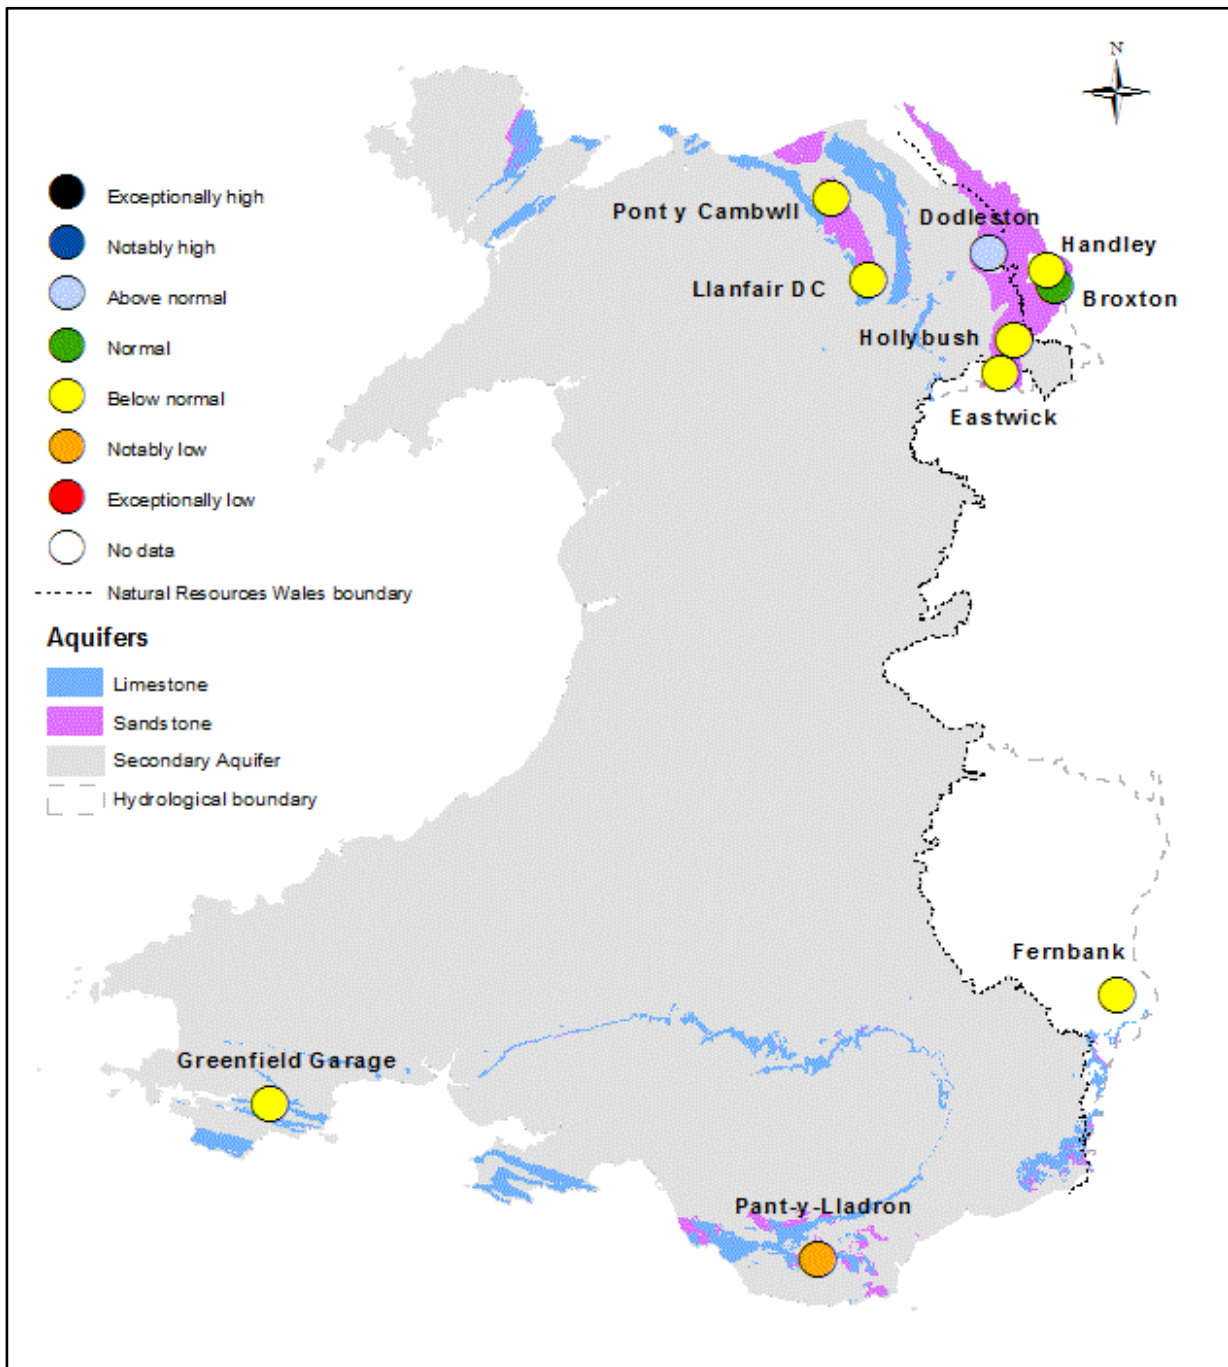 N
Exceptionally high
Notably high
Above normal
Normal
Below normal
Notably low
Exceptionally low
No data
Natural Resources Wales boundary
Aquifers
Limestone
Sandstone
Secondary Aquifer
Hydrological boundary
Pont y Cambwll
Dodleston
Handley
Llanfair DC
Broxton
Hollybush
Eastwick
Fernbank
Greenfield Garage
Pant-y-Lladron